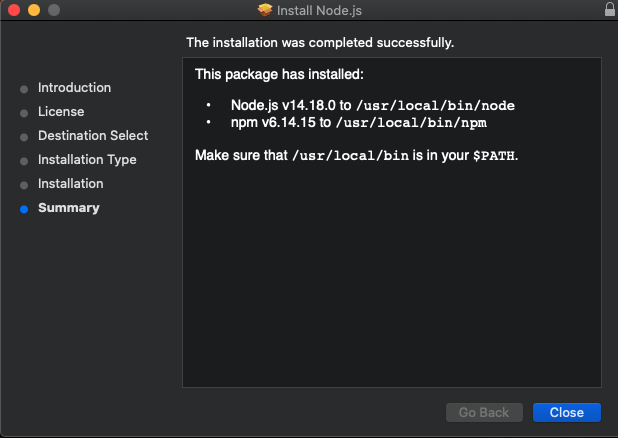 Install Node.js
The installation was completed successfully.
Introduction
License
Destination Select
Installation Type
Installation
Summary
This package has installed:
• Node.js v14.18.0 to /usr/local/bin/node
• npm v6.14.15 to /usr/local/bin/npm
Make sure that /usr/local/bin is in your $PATH.
Go Back
Close